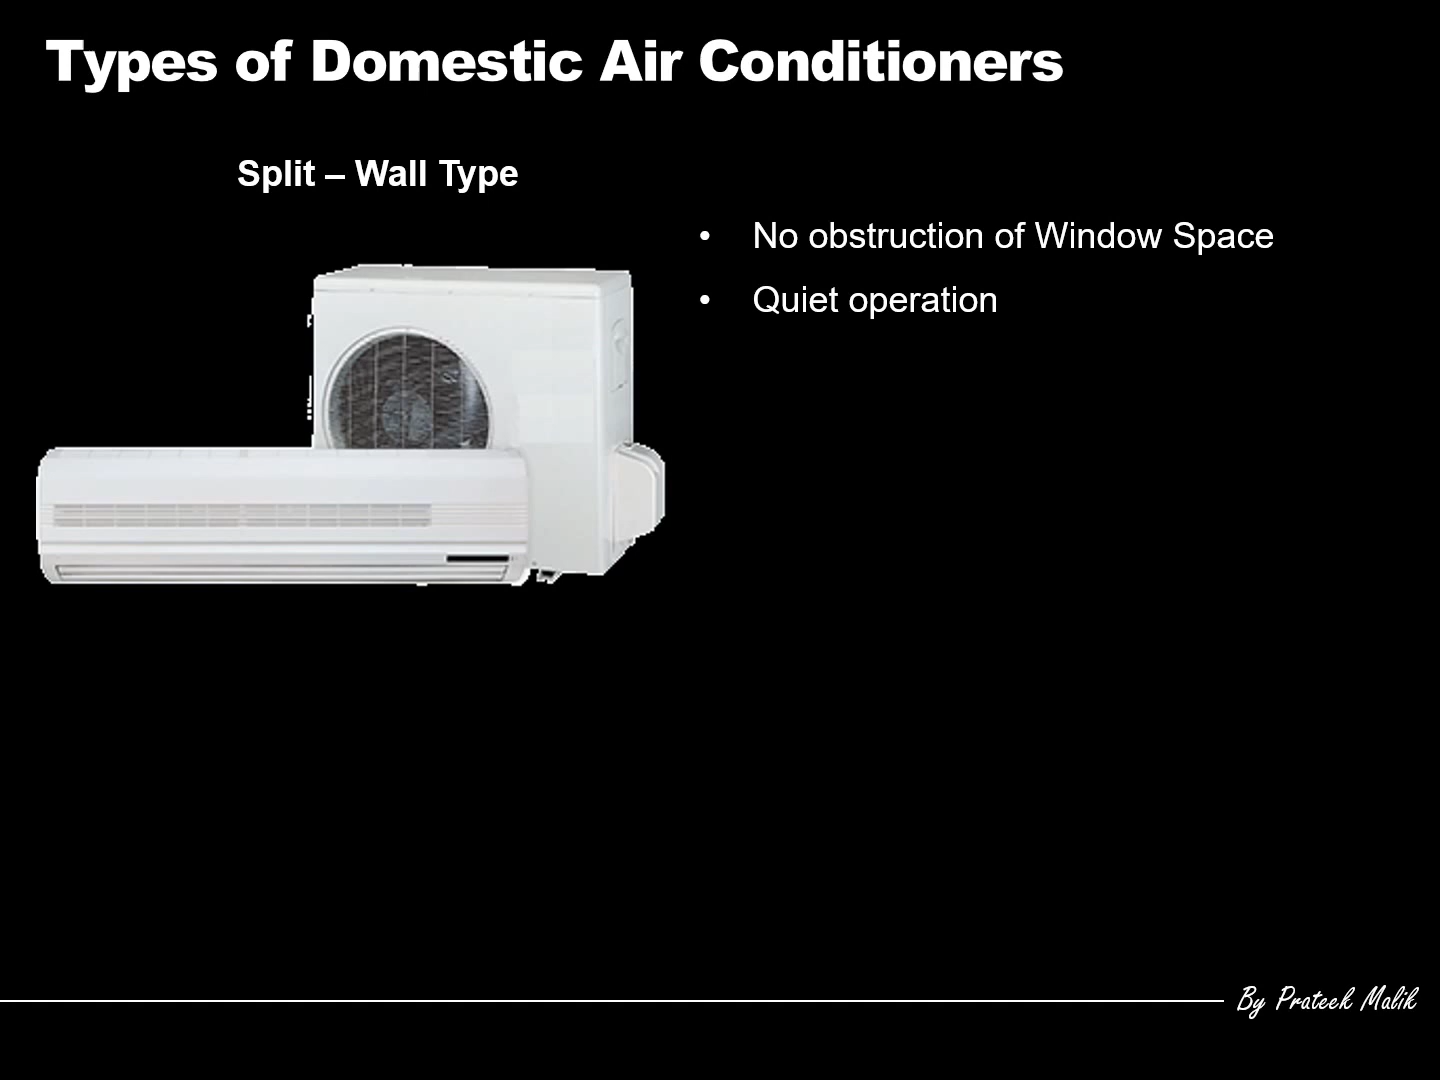 Types of Domestic Air Conditioners
Split – Wall Type
• No obstruction of Window Space
• Quiet operation
By Prateek Malik